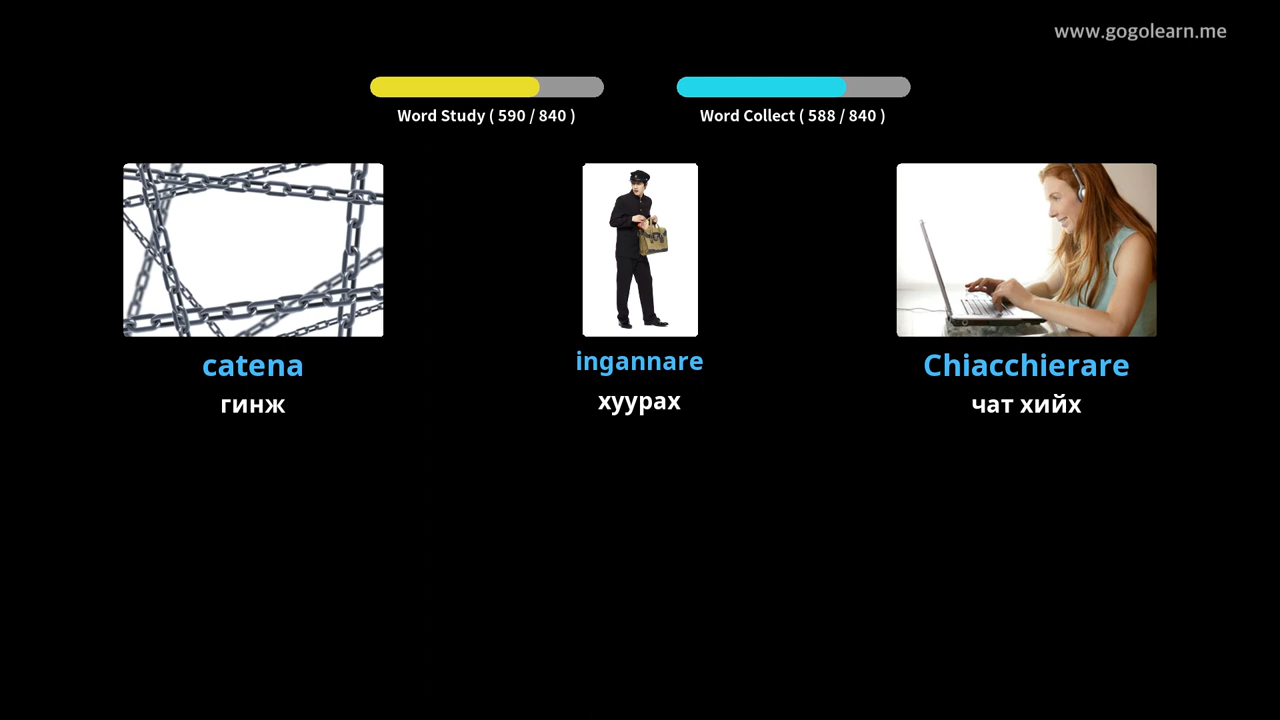 www.gogolearn.me
Word Study ( 590 / 840 )
Word Collect ( 588 / 840 )
catena
гинж
ingannare
хуурах
Chiacchierare
чат хийх